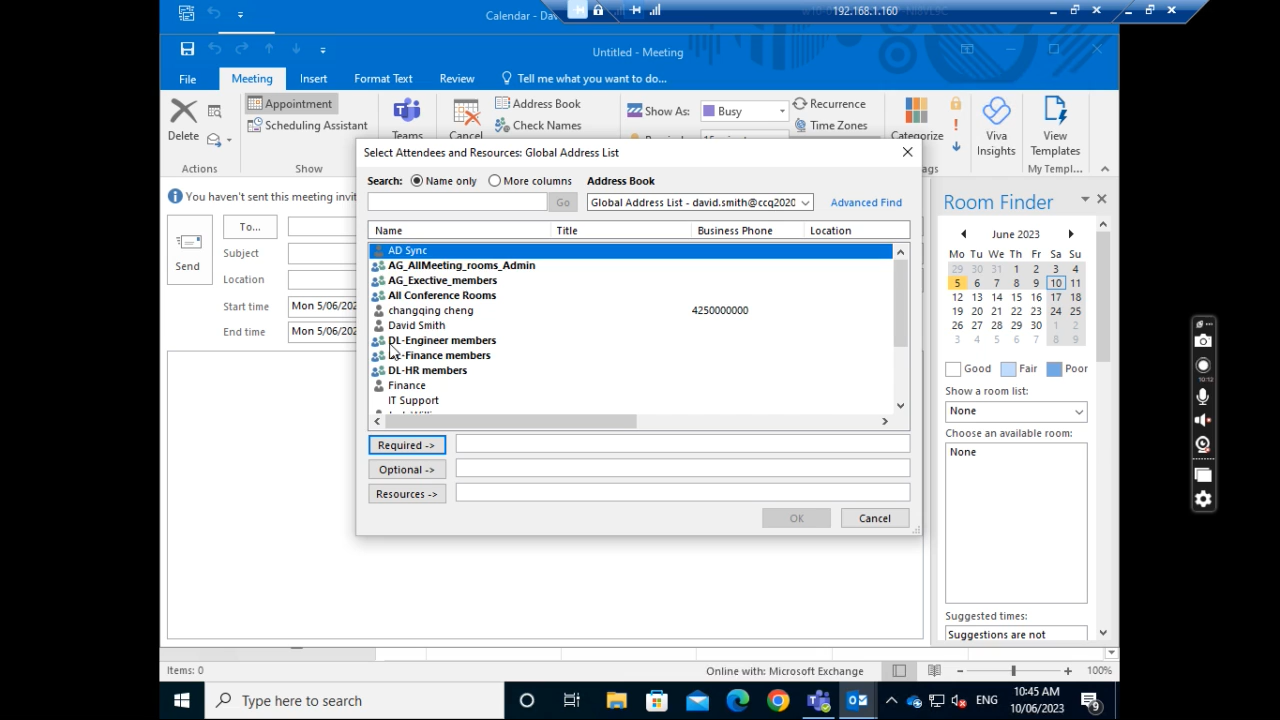 Calendar - Dav
192.168.1.160
Untitled - Meeting
File
Meeting
Insert
Format Text
Review
Tell me what you want to do...
Delete
Appointment
Scheduling Assistant
Teams
Cancel
Address Book
Check Names
Show As:
Busy
Recurrence
Time Zones
Categorize
Viva
Insights
View
Templates
Actions
Show
ags
My Templ...
Select Attendees and Resources: Global Address List
Search:
Name only
More columns
Address Book
Go
Global Address List - david.smith@ccq2020
Advanced Find
Name
Title
Business Phone
Location
AD Sync
AG_AllMeeting_rooms_Admin
AG_Exective_members
All Conference Rooms
changqing cheng
4250000000
David Smith
DL-Engineer members
DL-Finance members
DL-HR members
Finance
IT Support
Required ->
Optional ->
Resources ->
OK
Cancel
You haven't sent this meeting invit
To...
Send
Subject
Location
Start time
Mon 5/06/202
End time
Mon 5/06/202
Room Finder
June 2023
Mo Tu We Th Fr Sa Su
29 30 31 1 2 3 4
5 6 7 8 9 10 11
12 13 14 15 16 17 18
19 20 21 22 23 24 25
26 27 28 29 30 1 2
3 4 5 6 7 8 9
Good
Fair
Poor
Show a room list:
None
Choose an available room:
None
Suggested times:
Suggestions are not
Items: 0
Online with: Microsoft Exchange
100%
Type here to search
ENG
10:45 AM
10/06/2023
9
10:12